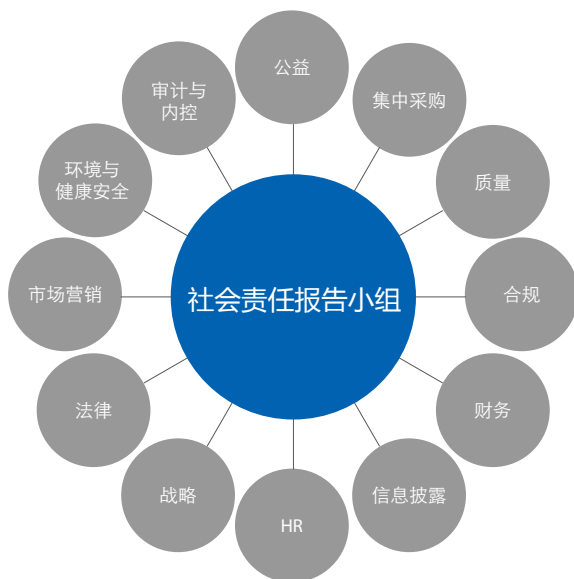 公益
集中采购
质量
合规
财务
信息披露
HR
战略
法律
市场营销
环境与
健康安全
审计与
内控
社会责任报告小组